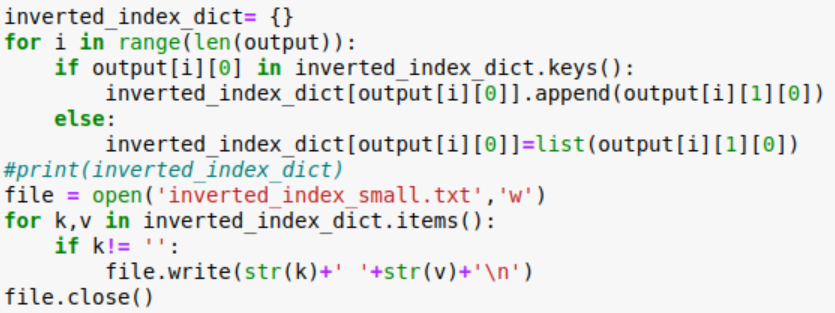 inverted_index_dict= {}
for i in range(len(output)):
    if output[i][0] in inverted_index_dict.keys():
        inverted_index_dict[output[i][0]].append(output[i][1][0])
    else:
        inverted_index_dict[output[i][0]]=list(output[i][1][0])
#print(inverted_index_dict)
file = open('inverted_index_small.txt','w')
for k,v in inverted_index_dict.items():
    if k!= '':
        file.write(str(k)+' '+str(v)+'\n')
file.close()